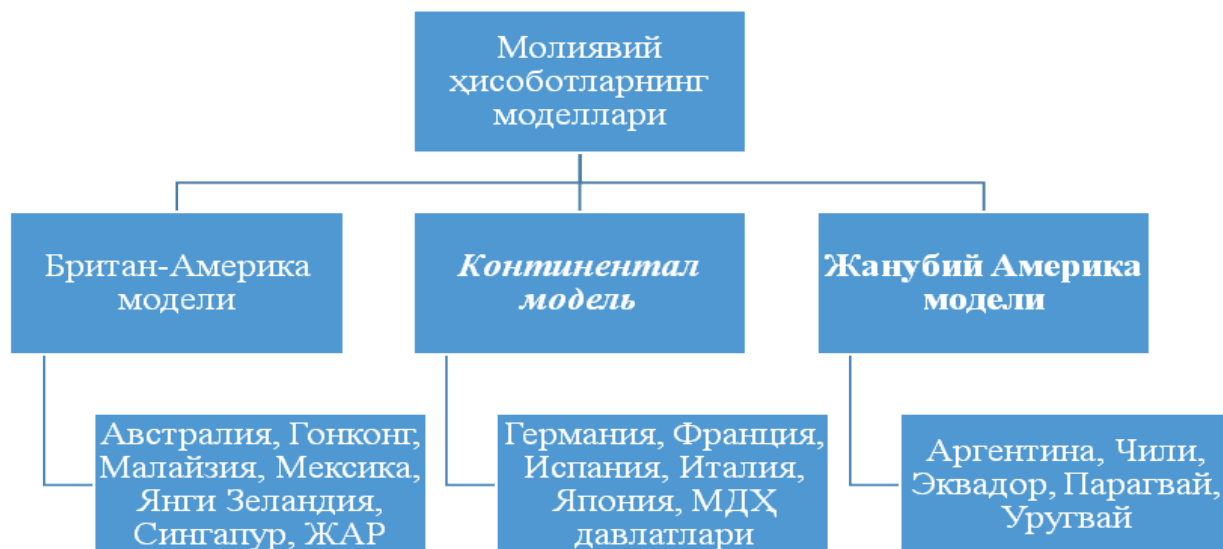 Молиявий
ҳисоботларнинг
моделлари
Британ-Америка
модели
Континентал
модель
Жанубий Америка
модели
Австралия, Гонконг,
Малайзия, Мексика,
Янги Зеландия,
Сингапур, ЖАР
Германия, Франция,
Испания, Италия,
Япония, МДҲ
давлатлари
Аргентина, Чили,
Эквадор, Парагвай,
Уругвай